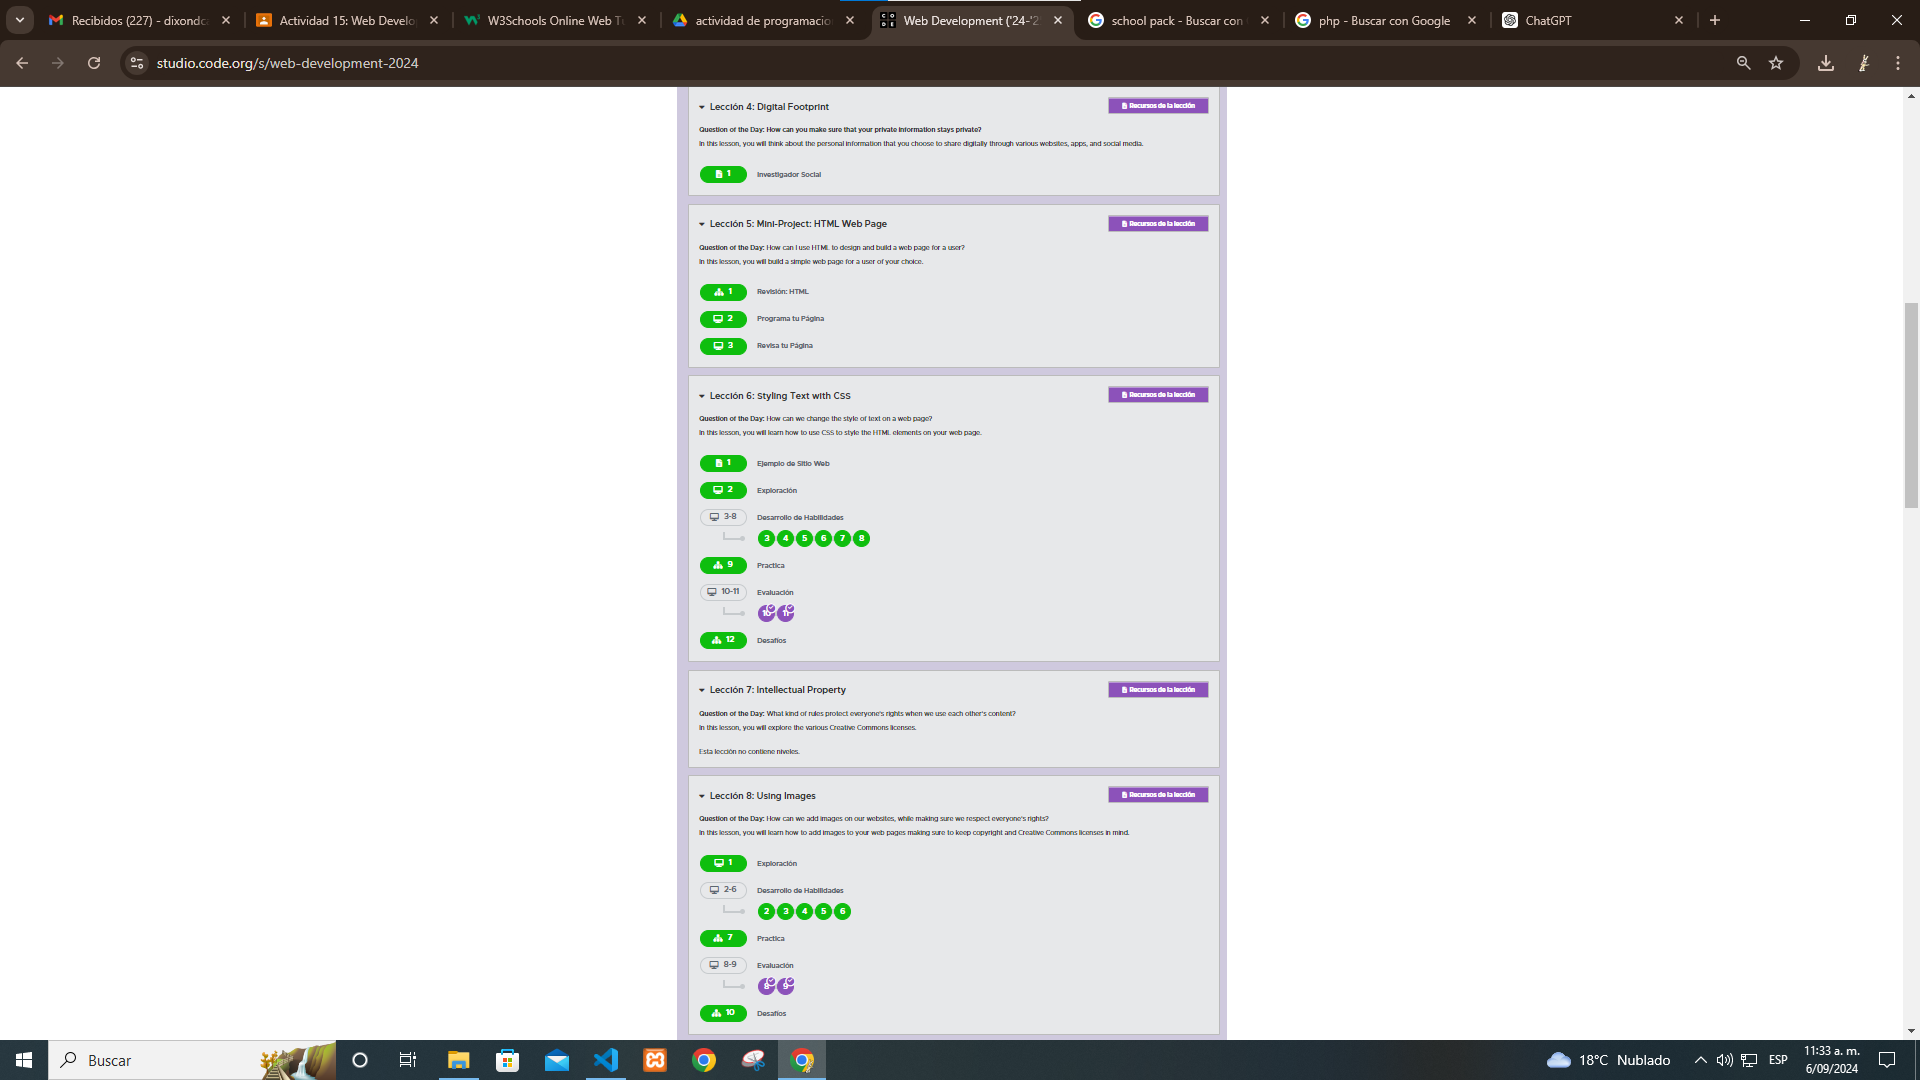 Recibidos (227) - dixondc
Actividad 15: Web Develop
W3Schools Online Web Tu
actividad de programacion
Web Development ('24-'2
school pack - Buscar con
php - Buscar con Google
ChatGPT
studio.code.org/s/web-development-2024
Lección 4: Digital Footprint
Recursos de la lección
Question of the Day: How can you make sure that your private information stays private?
In this lesson, you will think about the personal information that you choose to share digitally through various websites, apps, and social media.
1 Investigador Social
Lección 5: Mini-Project: HTML Web Page
Recursos de la lección
Question of the Day: How can I use HTML to design and build a web page for a user?
In this lesson, you will build a simple web page for a user of your choice.
1 Revisión: HTML
2 Programa tu Página
3 Revisa tu Página
Lección 6: Styling Text with CSS
Recursos de la lección
Question of the Day: How can we change the style of text on a web page?
In this lesson, you will learn how to use CSS to style the HTML elements on your web page.
1 Ejemplo de Sitio Web
2 Exploración
3-8 Desarrollo de Habilidades
3 4 5 6 7 8
9 Practica
10-11 Evaluación
10 11
12 Desafíos
Lección 7: Intellectual Property
Recursos de la lección
Question of the Day: What kind of rules protect everyone's rights when we use each other's content?
In this lesson, you will explore the various Creative Commons licenses.
Esta lección no contiene niveles.
Lección 8: Using Images
Recursos de la lección
Question of the Day: How can we add images on our websites, while making sure we respect everyone's rights?
In this lesson, you will learn how to add images to your web pages making sure to keep copyright and Creative Commons licenses in mind.
1 Exploración
2-6 Desarrollo de Habilidades
2 3 4 5 6
7 Practica
8-9 Evaluación
8 9
10 Desafíos
Buscar
18°C Nublado
ESP
11:33 a. m.
6/09/2024